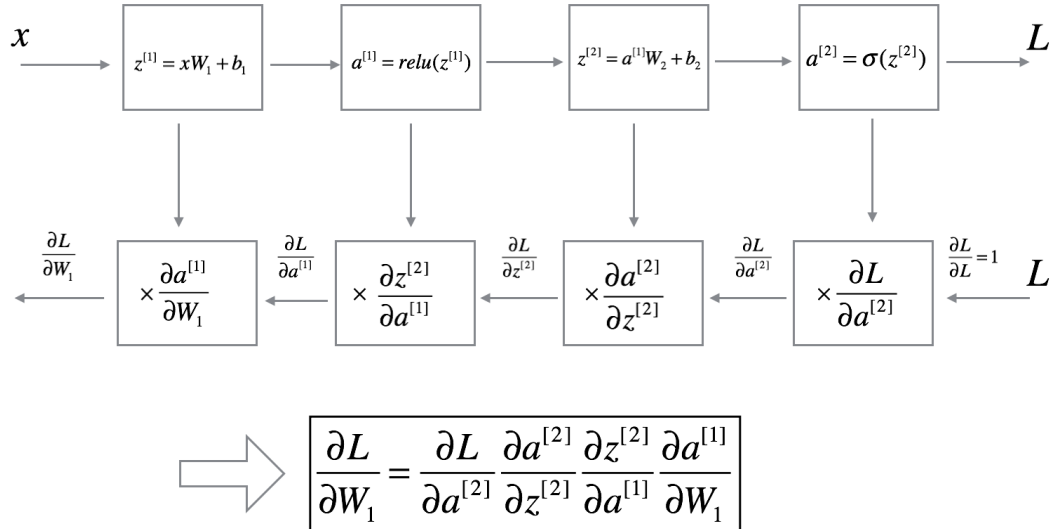 x
z^{[1]} = xW_1 + b_1
a^{[1]} = relu(z^{[1]})
z^{[2]} = a^{[1]}W_2 + b_2
a^{[2]} = σ(z^{[2]})
L
∂L/∂W_1
× ∂a^{[1]}/∂W_1
∂L/∂a^{[1]}
× ∂z^{[2]}/∂a^{[1]}
∂L/∂z^{[2]}
× ∂a^{[2]}/∂z^{[2]}
∂L/∂a^{[2]}
× ∂L/∂a^{[2]}
∂L/∂L = 1
L
∂L/∂W_1 = ∂L/∂a^{[2]} ∂a^{[2]}/∂z^{[2]} ∂z^{[2]}/∂a^{[1]} ∂a^{[1]}/∂W_1